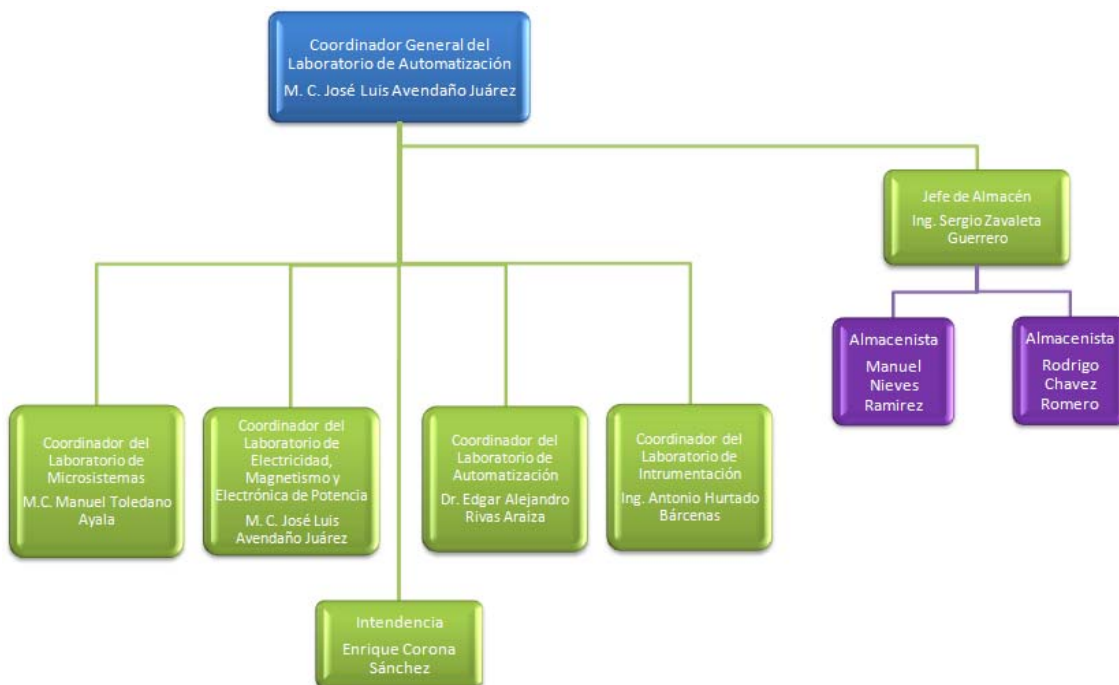 Coordinador General del
Laboratorio de Automatización
M. C. José Luis Avendaño Juárez
Jefe de Almacén
Ing. Sergio Zavaleta
Guerrero
Almacenista
Manuel
Nieves
Ramirez
Almacenista
Rodrigo
Chavez
Romero
Coordinador del
Laboratorio de
Microsistemas
M.C. Manuel Toledano
Ayala
Coordinador del
Laboratorio de
Electricidad,
Magnetismo y
Electrónica de Potencia
M. C. José Luis
Avendaño Juárez
Coordinador del
Laboratorio de
Automatización
Dr. Edgar Alejandro
Rivas Araiza
Coordinador del
Laboratorio de
Intrumentación
Ing. Antonio Hurtado
Bárcenas
Intendencia
Enrique Corona
Sánchez